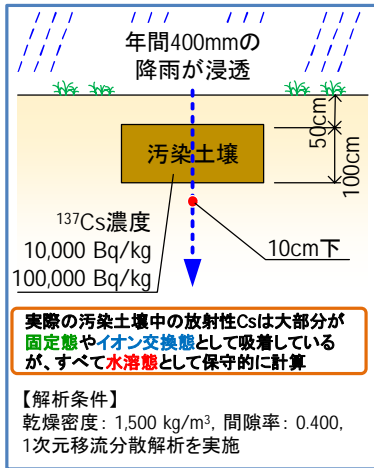 年間400mmの
降雨が浸透
50cm
100cm
汚染土壌
¹³⁷Cs濃度
10,000 Bq/kg
100,000 Bq/kg
10cm下
実際の汚染土壌中の放射性Csは大部分が
固定態やイオン交換態として吸着している
が、すべて水溶態として保守的に計算
【解析条件】
乾燥密度: 1,500 kg/m³, 間隙率: 0.400,
1次元移流分散解析を実施